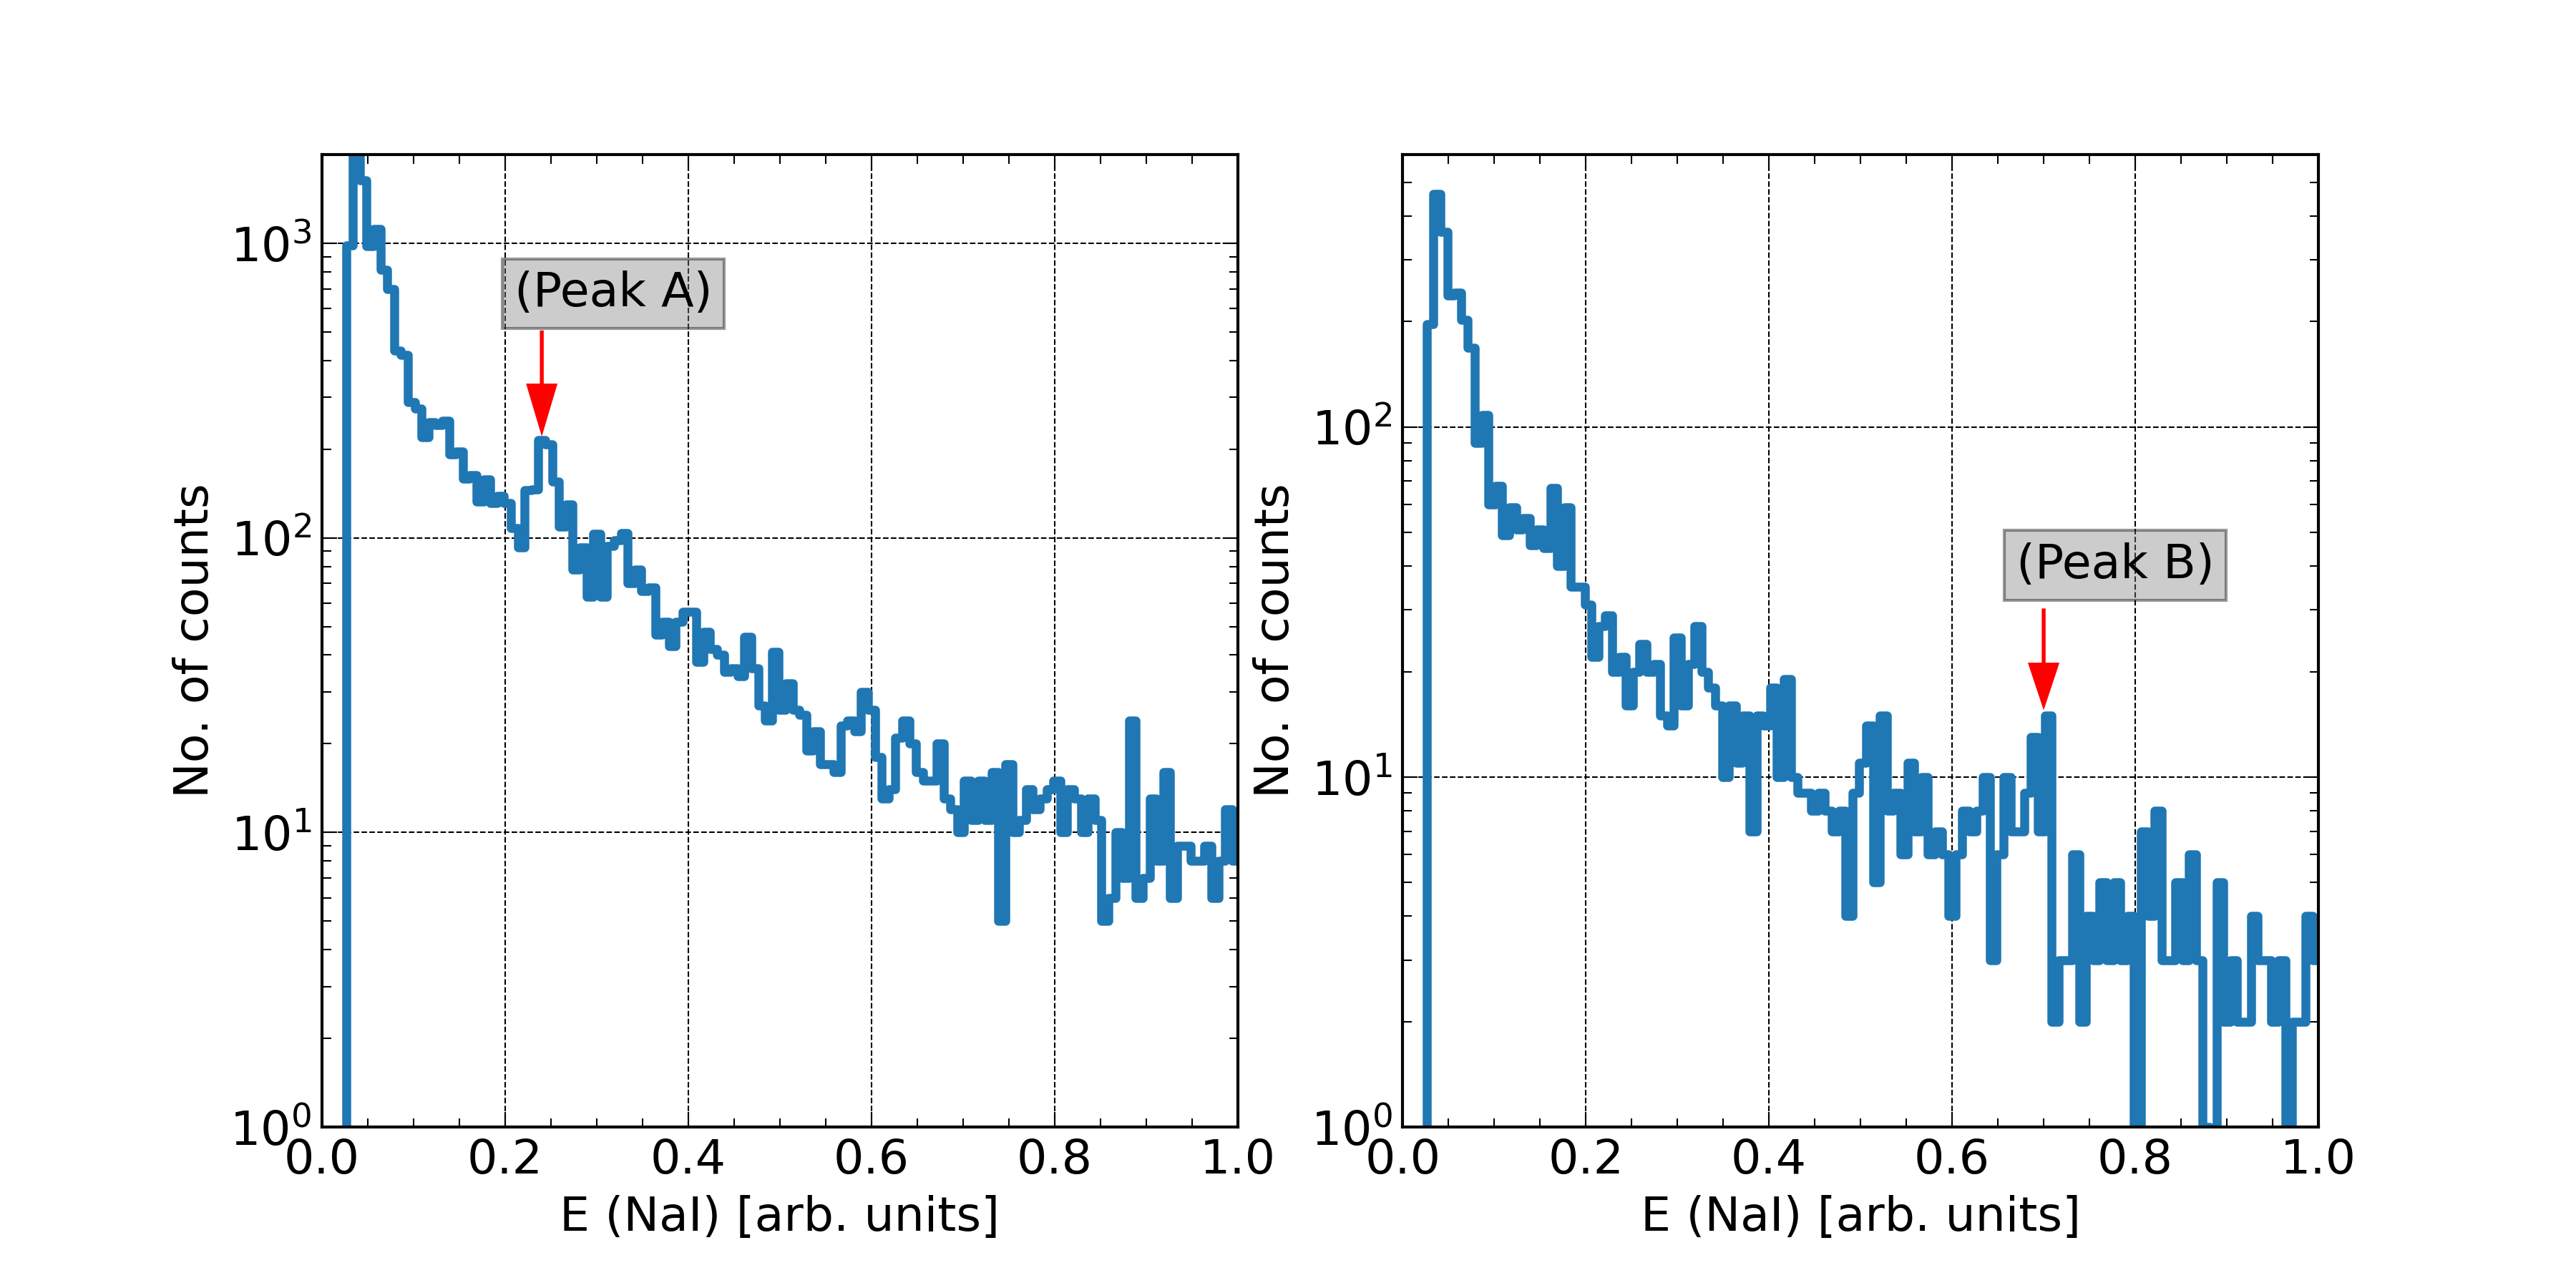 10³
10²
10¹
10⁰
0.0 0.2 0.4 0.6 0.8 1.0
E (NaI) [arb. units]
No. of counts
(Peak A)
10²
10¹
10⁰
0.0 0.2 0.4 0.6 0.8 1.0
E (NaI) [arb. units]
No. of counts
(Peak B)